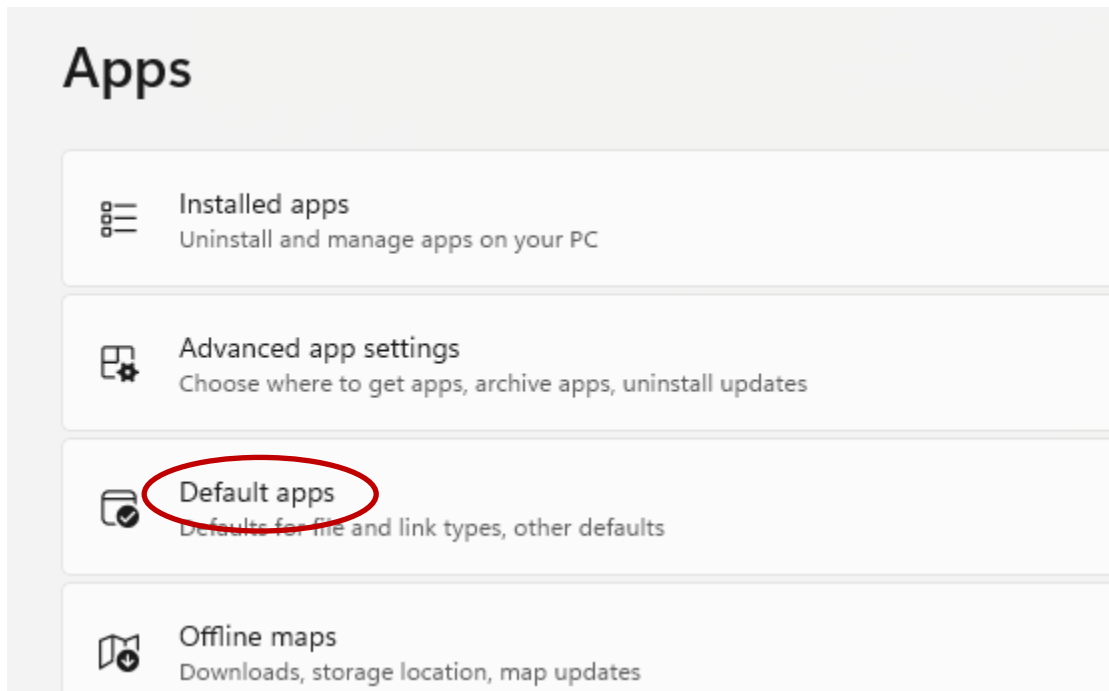 Apps
Installed apps
Uninstall and manage apps on your PC
Advanced app settings
Choose where to get apps, archive apps, uninstall updates
Default apps
Defaults for file and link types, other defaults
Offline maps
Downloads, storage location, map updates